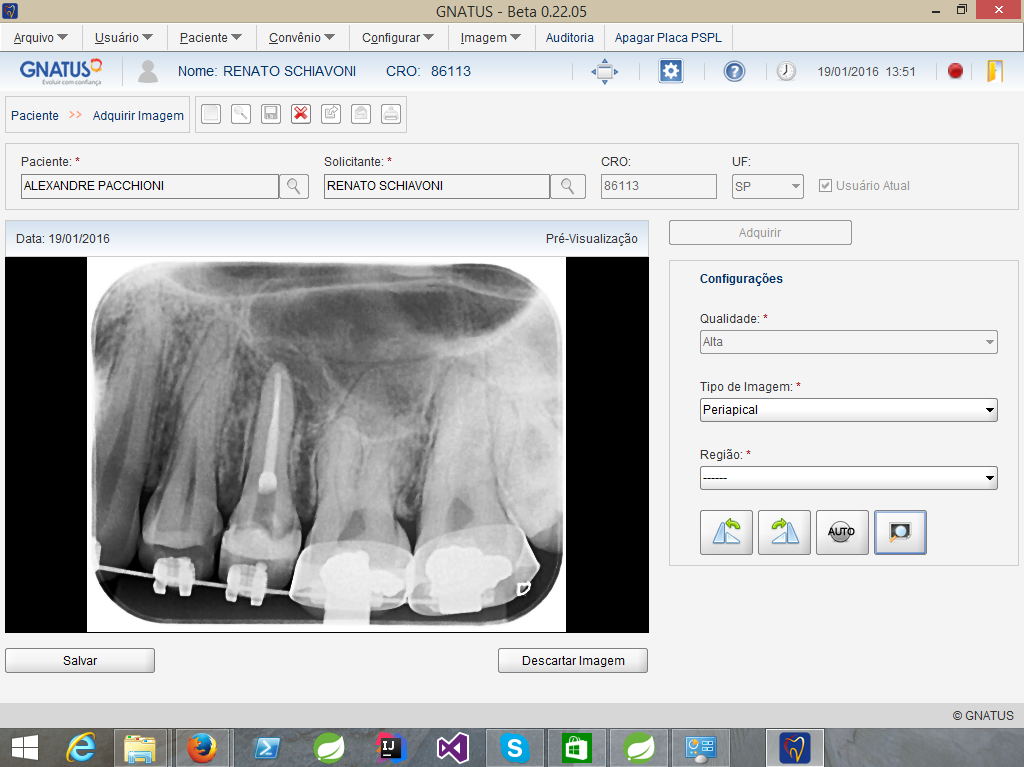 GNATUS - Beta 0.22.05
Arquivo Usuário Paciente Convênio Configurar Imagem Auditoria Apagar Placa PSPL
GNATUS
Evoluir com confiança
Nome: RENATO SCHIAVONI CRO: 86113 19/01/2016 13:51
Paciente >> Adquirir Imagem
Paciente: * Solicitante: * CRO: UF:
ALEXANDRE PACCHIONI RENATO SCHIAVONI 86113 SP Usuário Atual
Data: 19/01/2016 Pré-Visualização
Adquirir
Configurações
Qualidade: *
Alta
Tipo de Imagem: *
Periapical
Região: *
------
AUTO
D
Salvar Descartar Imagem
© GNATUS
IJ S